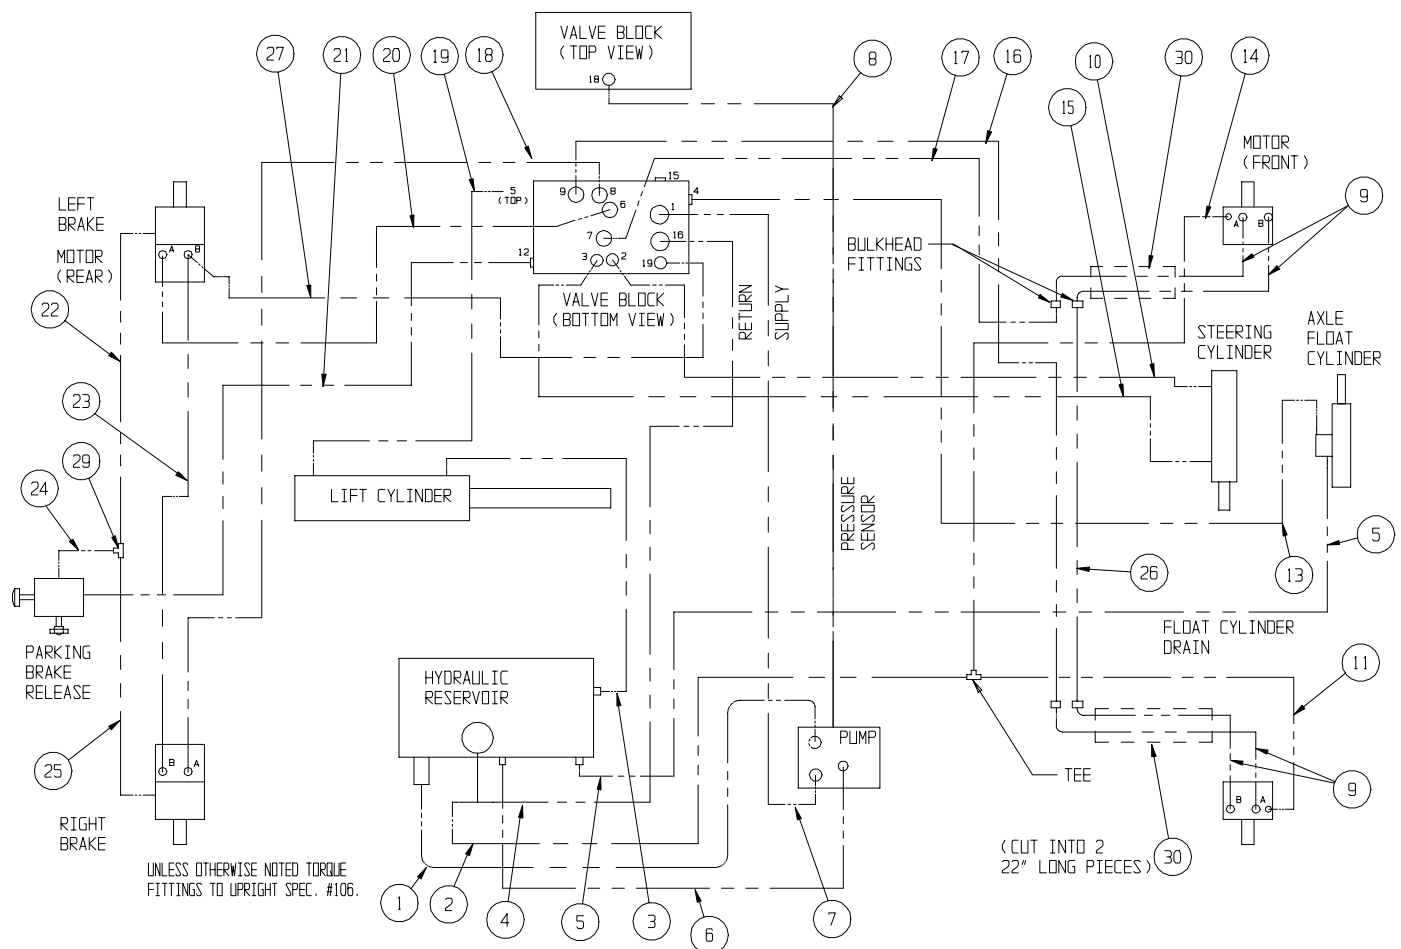 VALVE BLOCK
(TOP VIEW)
18
27
21
20
19
18
8
17
16
10
30
14
15
MOTOR
(FRONT)
9
15
5
(TOP)
9
8
4
6
1
LEFT
BRAKE
7
16
A
B
A
B
12
3
2
19
BULKHEAD
FITTINGS
MOTOR
(REAR)
VALVE BLOCK
(BOTTOM VIEW)
RETURN
SUPPLY
22
AXLE
FLOAT
CYLINDER
STEERING
CYLINDER
23
29
24
LIFT CYLINDER
PRESSURE
SENSOR
5
13
26
PARKING
BRAKE
RELEASE
FLOAT CYLINDER
DRAIN
11
HYDRAULIC
RESERVOIR
PUMP
25
B
A
TEE
9
B
A
RIGHT
BRAKE
(CUT INTO 2
22" LONG PIECES)
30
UNLESS OTHERWISE NOTED TORQUE
FITTINGS TO UPRIGHT SPEC. #106.
1
2
4
5
3
6
7